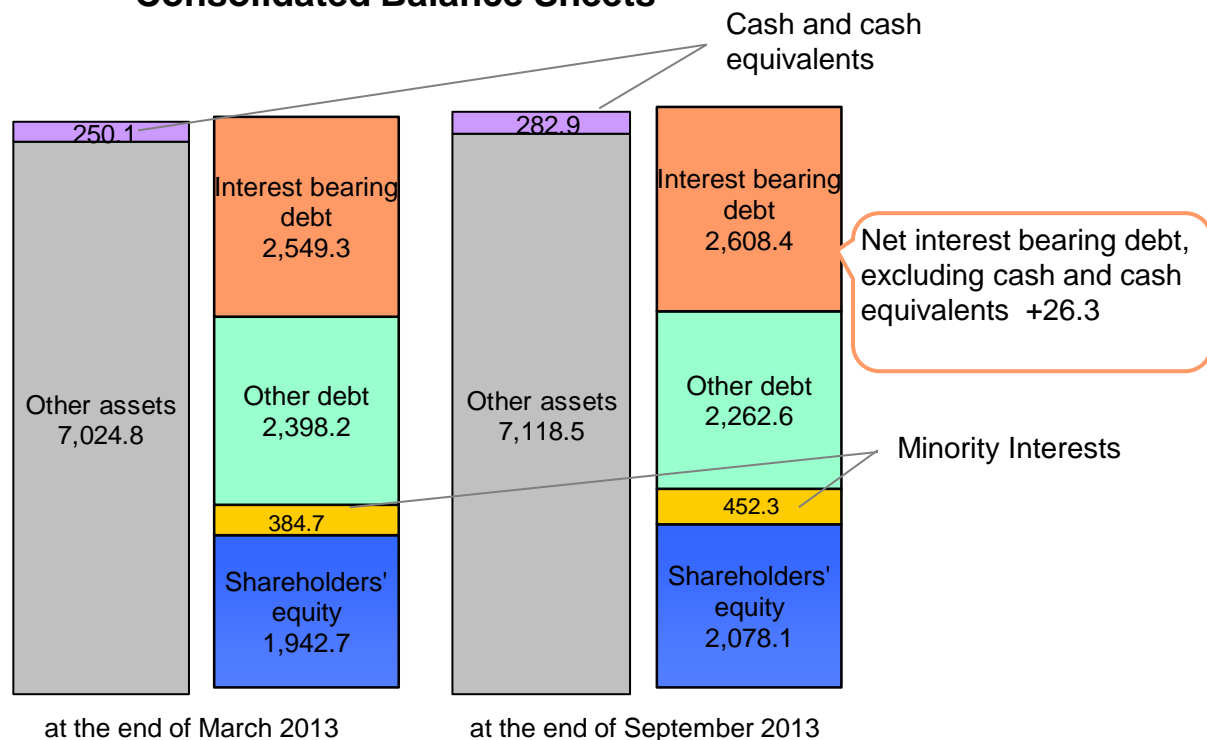 Consolidated Balance Sheets
Cash and cash
equivalents
250.1
Other assets
7,024.8
Interest bearing
debt
2,549.3
Other debt
2,398.2
384.7
Shareholders'
equity
1,942.7
at the end of March 2013
282.9
Other assets
7,118.5
Interest bearing
debt
2,608.4
Other debt
2,262.6
452.3
Shareholders'
equity
2,078.1
at the end of September 2013
Net interest bearing debt,
excluding cash and cash
equivalents +26.3
Minority Interests